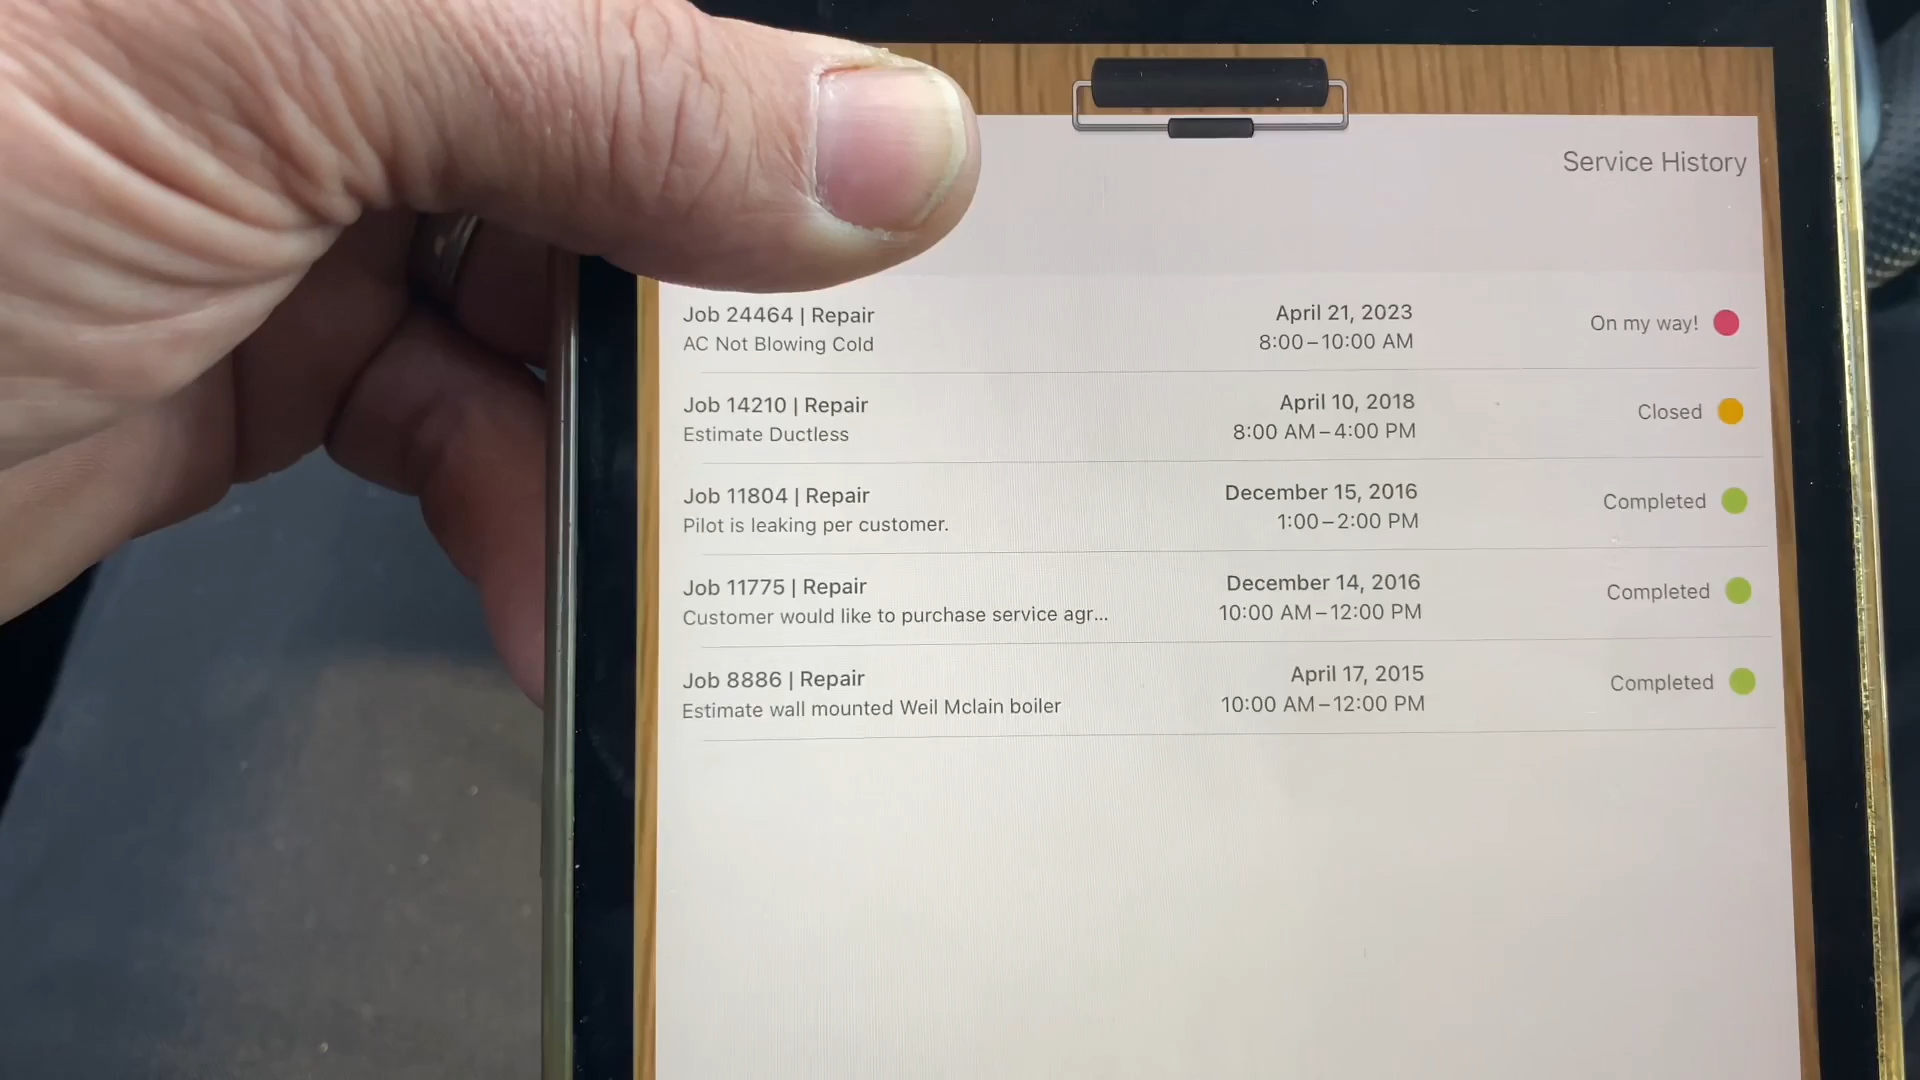 Service History
Job 24464 | Repair
April 21, 2023
AC Not Blowing Cold
8:00–10:00 AM
On my way!
Job 14210 | Repair
April 10, 2018
Estimate Ductless
8:00 AM–4:00 PM
Closed
Job 11804 | Repair
December 15, 2016
Pilot is leaking per customer.
1:00–2:00 PM
Completed
Job 11775 | Repair
December 14, 2016
Customer would like to purchase service agr...
10:00 AM–12:00 PM
Completed
Job 8886 | Repair
April 17, 2015
Estimate wall mounted Weil Mclain boiler
10:00 AM–12:00 PM
Completed